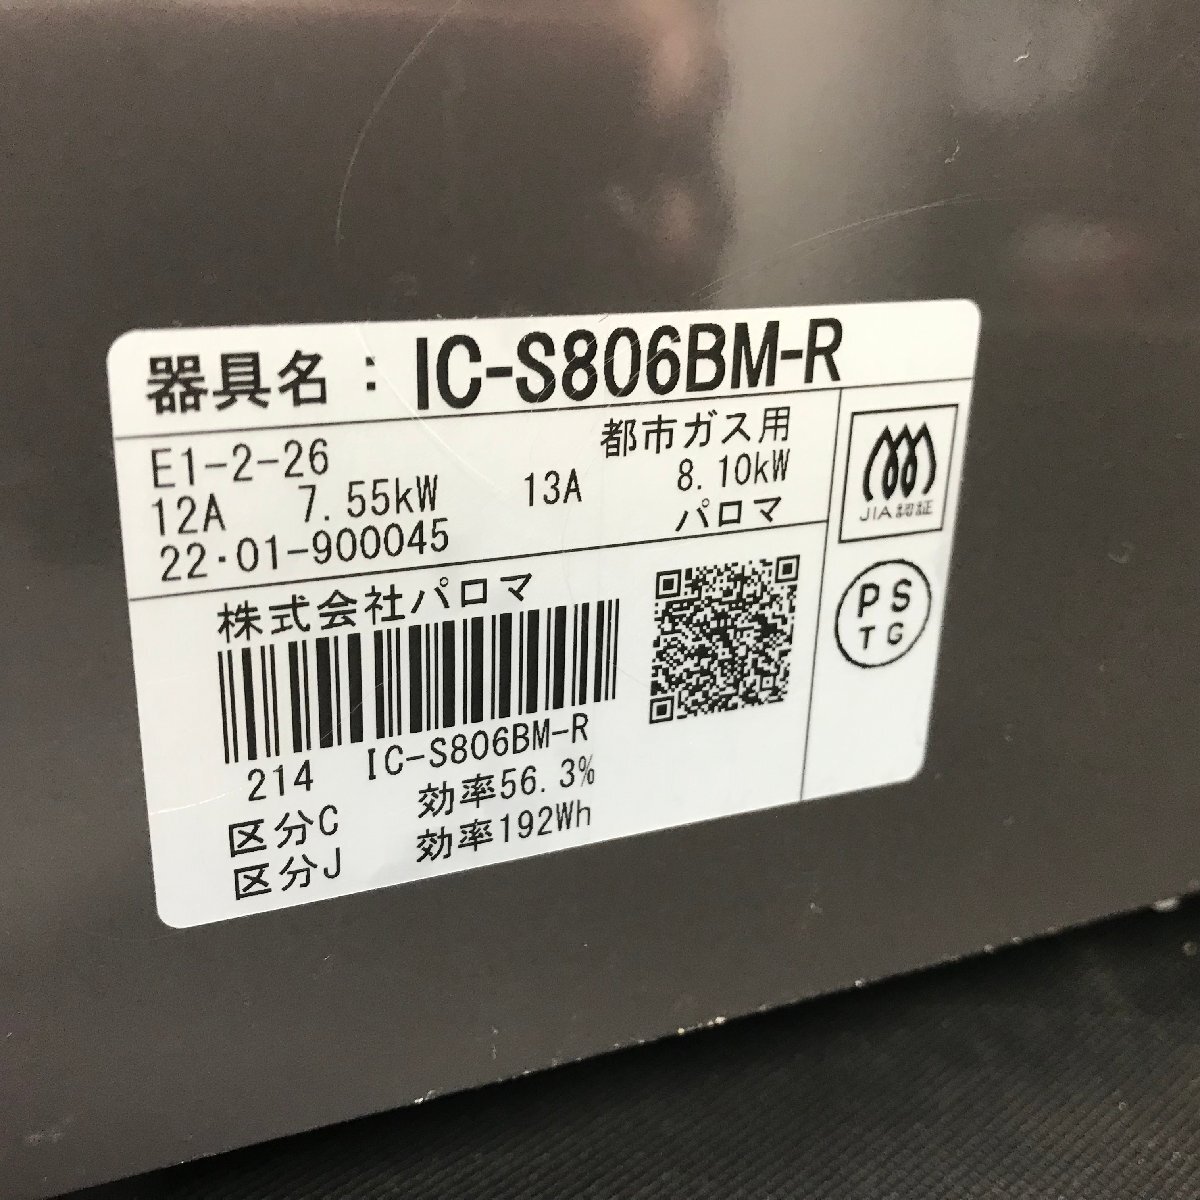 器具名:IC-S806BM-R
E1-2-26 都市ガス用
12A 7.55kW 13A 8.10kW
22・01-900045 パロマ
株式会社パロマ
214 IC-S806BM-R
区分C 効率56.3%
区分J 効率192Wh
JIA認証
PS
TG